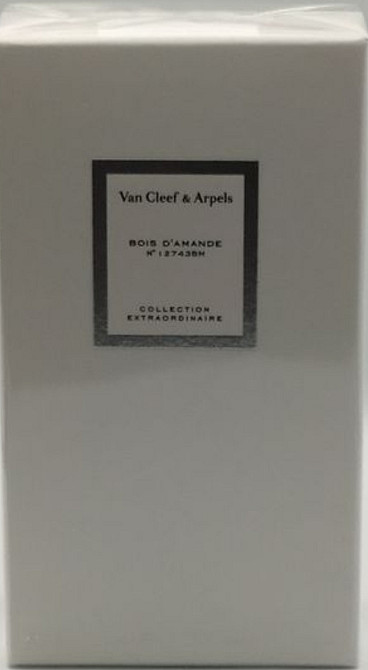 Van Cleef & Arpels
BOIS D'AMANDE
N° 127435H
COLLECTION
EXTRAORDINAIRE